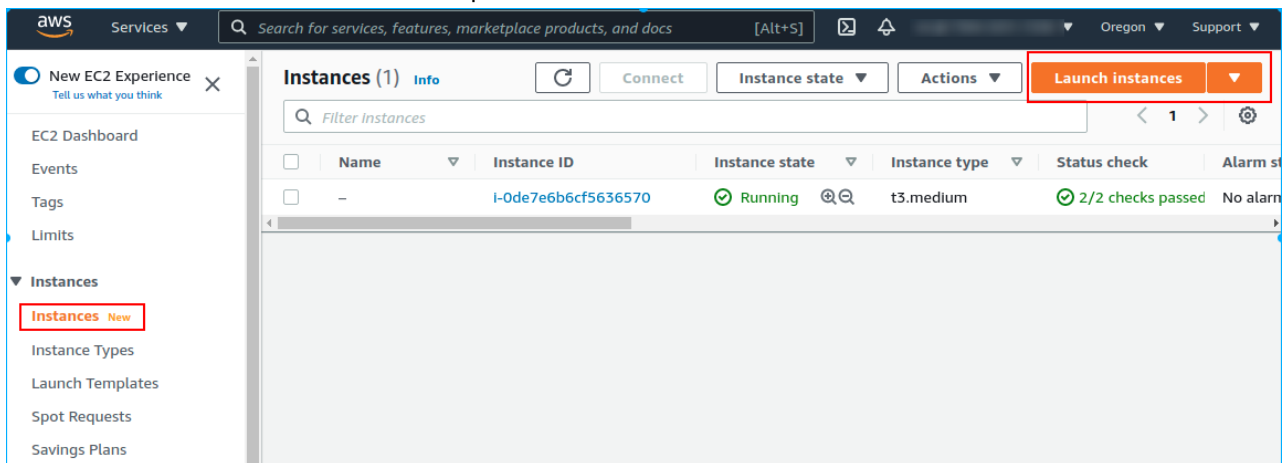 aws Services ▼ Search for services, features, marketplace products, and docs [Alt+S] Oregon ▼ Support ▼
New EC2 Experience
Tell us what you think
EC2 Dashboard
Events
Tags
Limits
▼ Instances
Instances New
Instance Types
Launch Templates
Spot Requests
Savings Plans
Instances (1) Info Connect Instance state ▼ Actions ▼ Launch instances ▼
Filter instances < 1 >
Name Instance ID Instance state Instance type Status check
– i-0de7e6b6cf5636570 Running t3.medium 2/2 checks passed No alarm